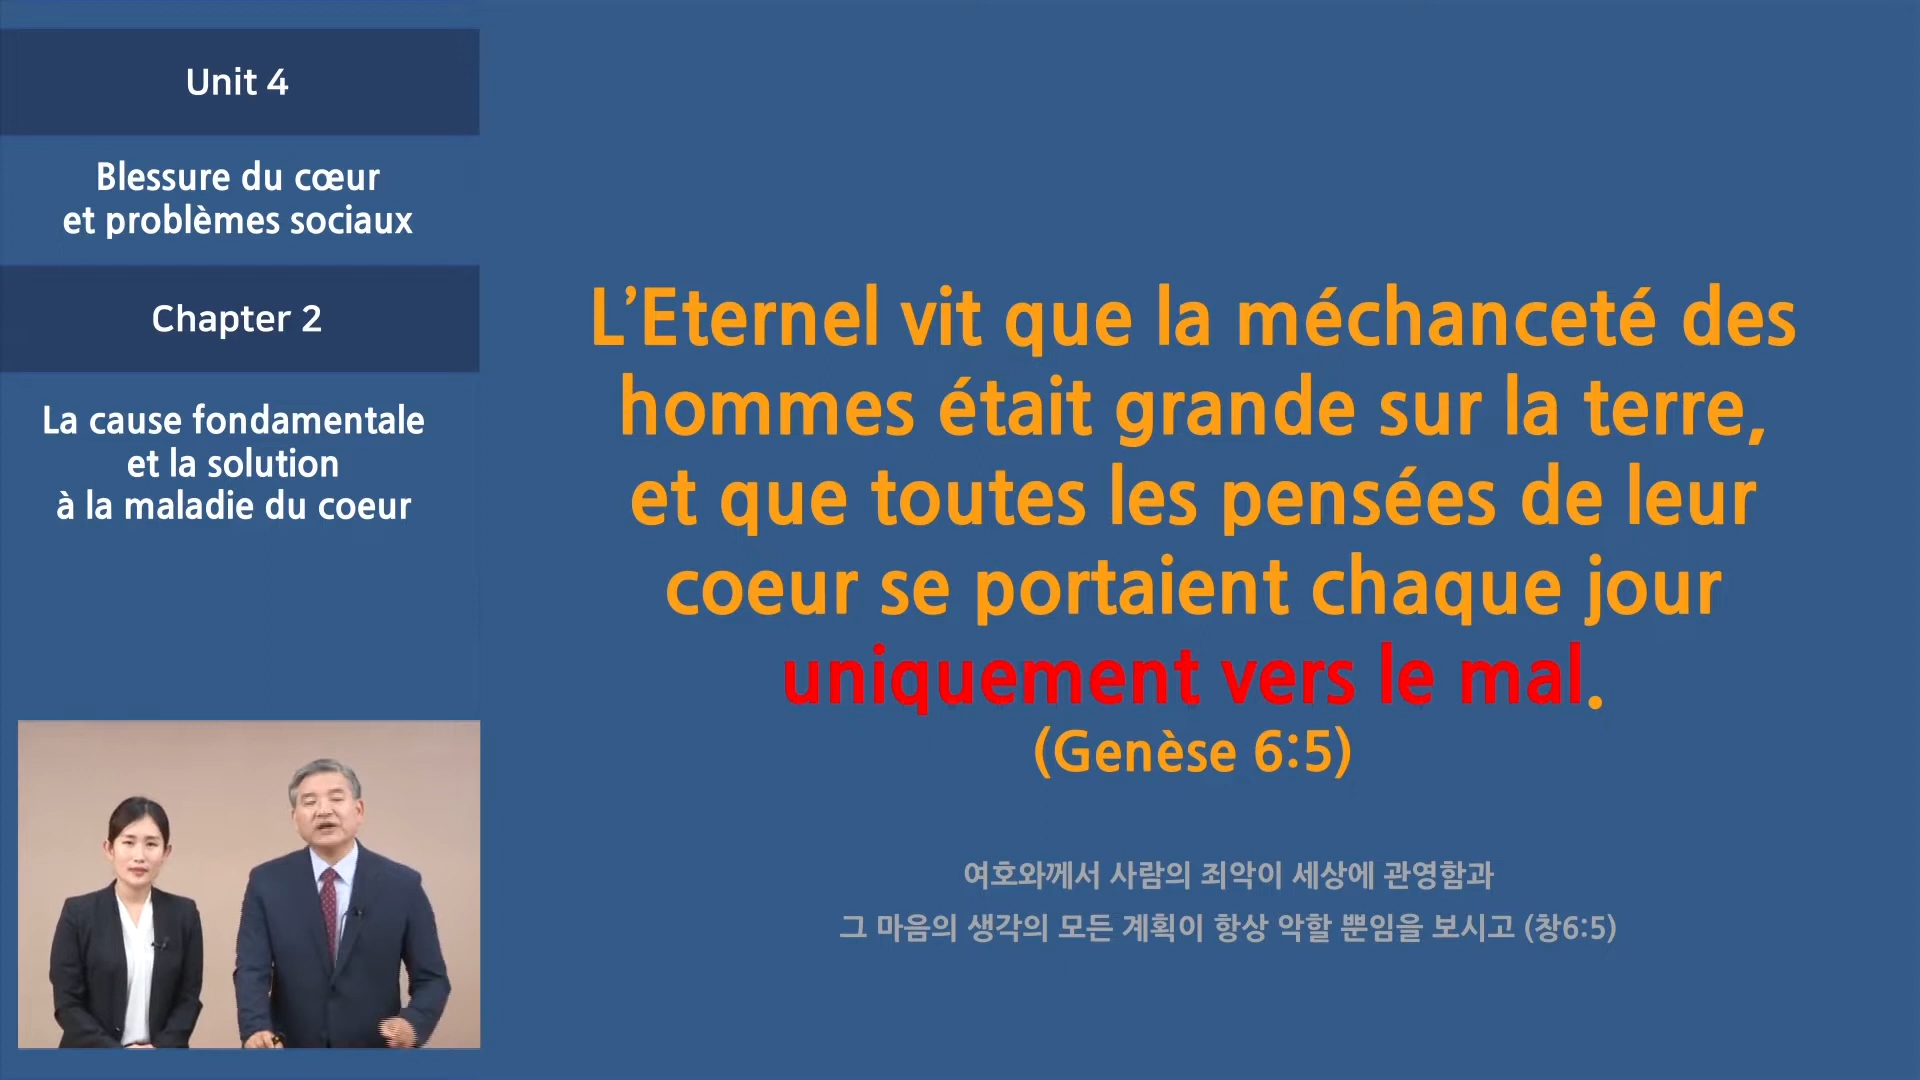 Unit 4
Blessure du cœur
et problèmes sociaux
Chapter 2
La cause fondamentale
et la solution
à la maladie du coeur
L’Eternel vit que la méchanceté des
hommes était grande sur la terre,
et que toutes les pensées de leur
coeur se portaient chaque jour
uniquement vers le mal.
(Genèse 6:5)
여호와께서 사람의 죄악이 세상에 관영함과
그 마음의 생각의 모든 계획이 항상 악할 뿐임을 보시고 (창6:5)